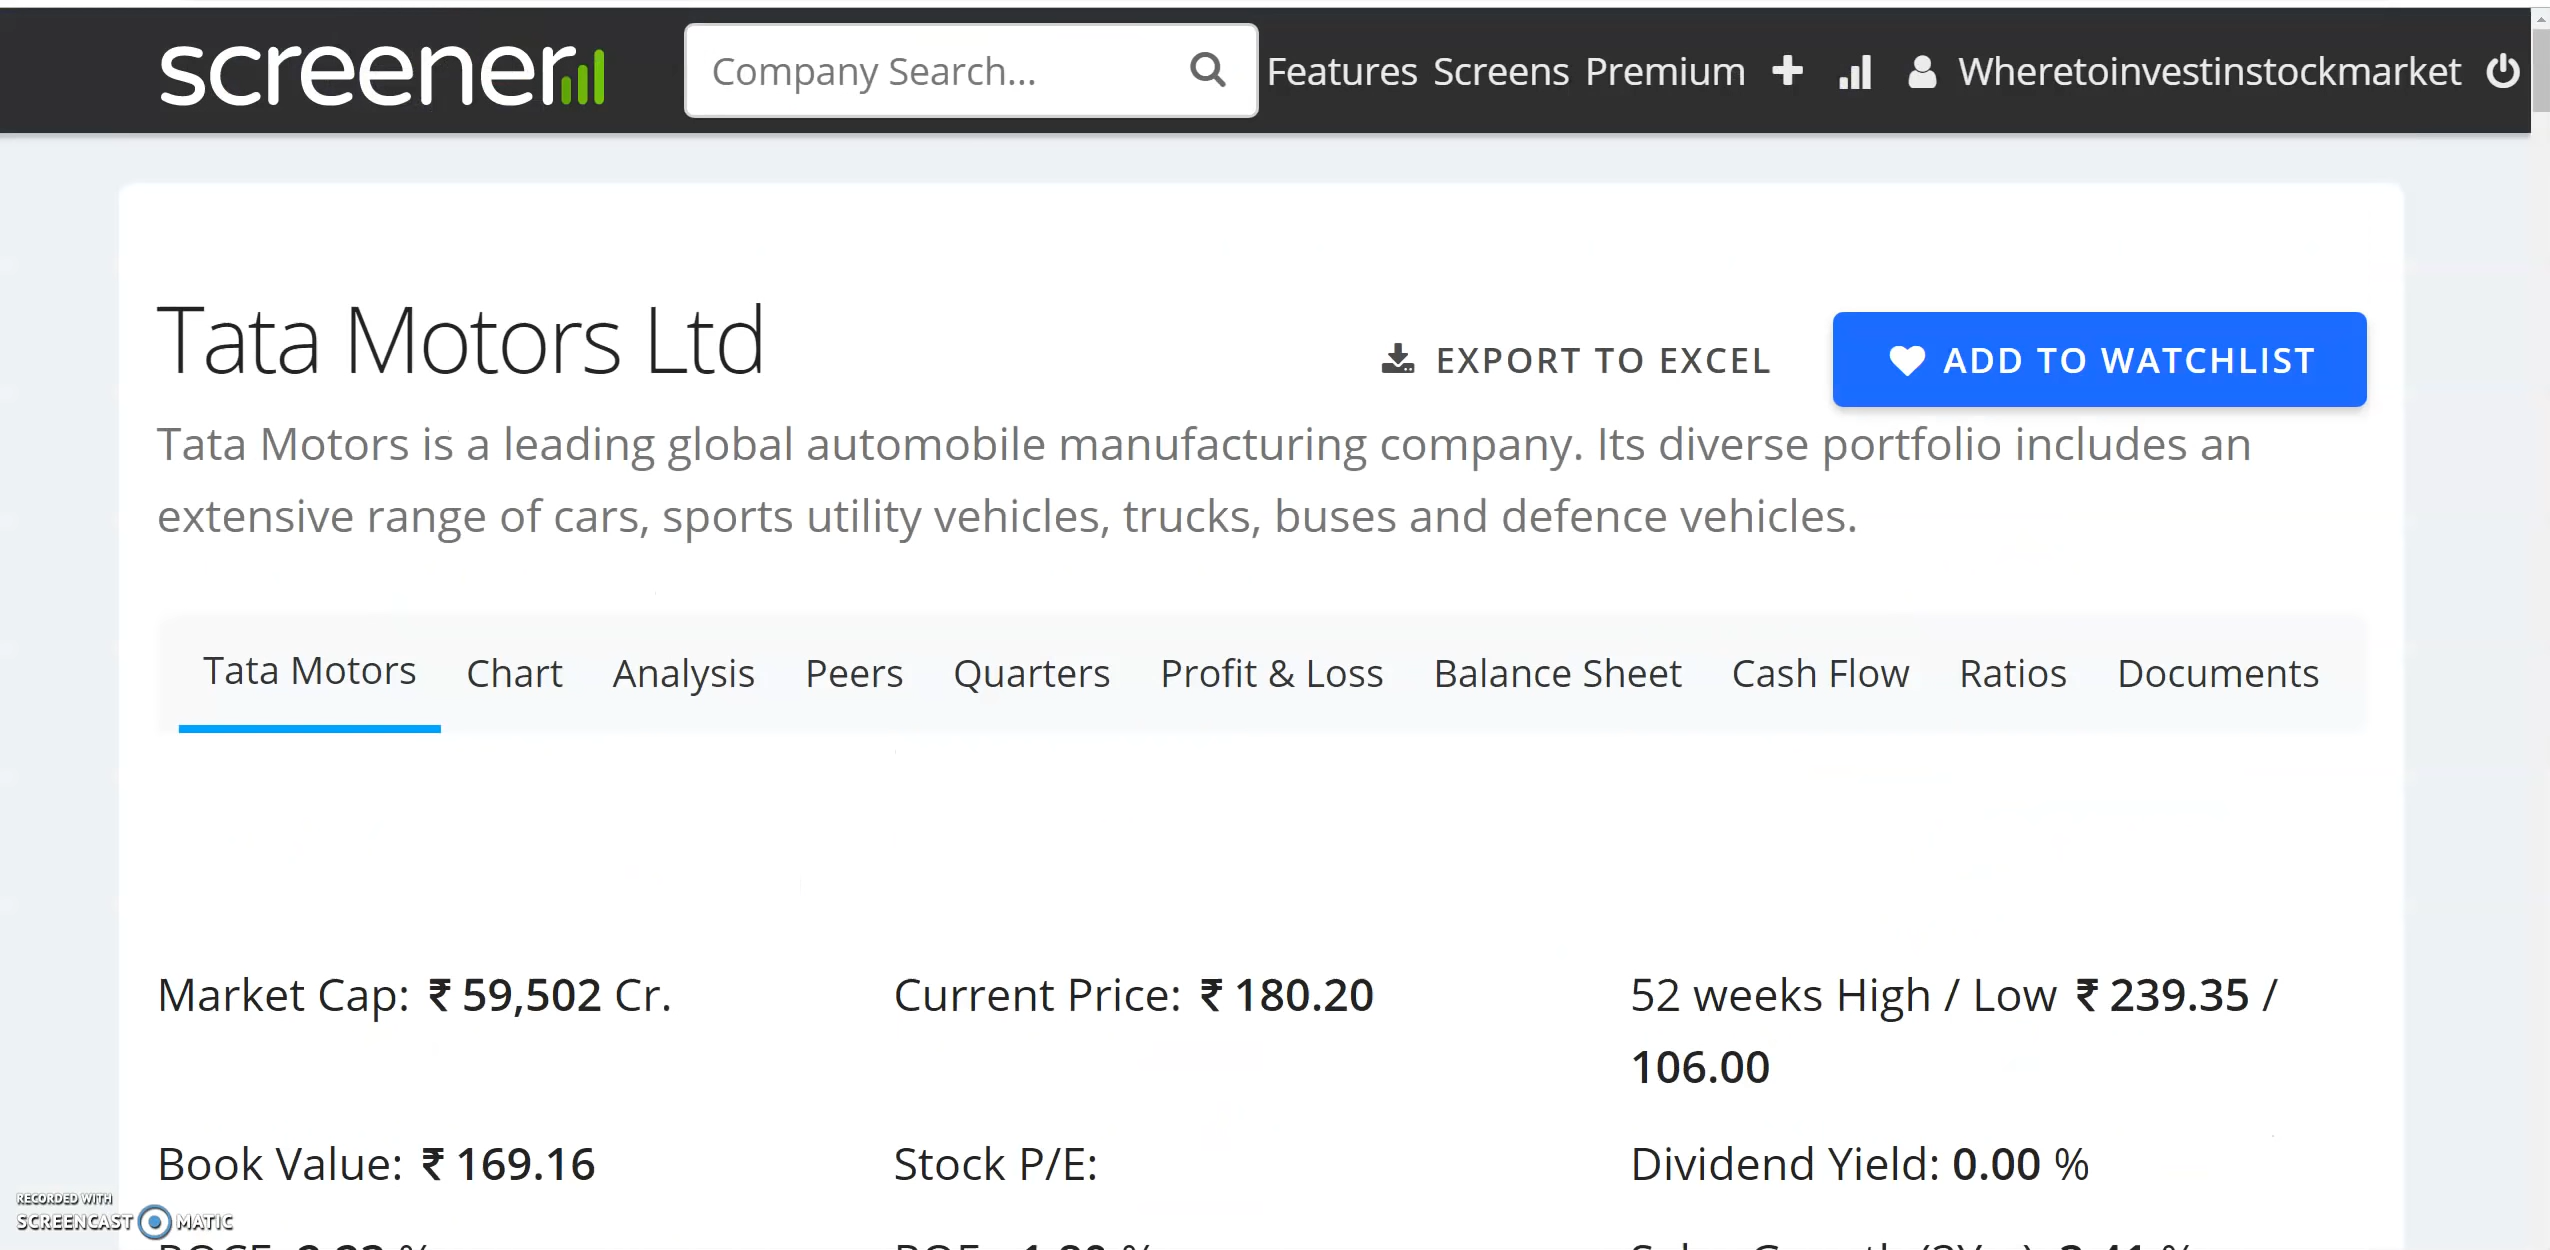 screener
Company Search...
Features Screens Premium Wheretoinvestinstockmarket
Tata Motors Ltd
EXPORT TO EXCEL
ADD TO WATCHLIST
Tata Motors is a leading global automobile manufacturing company. Its diverse portfolio includes an
extensive range of cars, sports utility vehicles, trucks, buses and defence vehicles.
Tata Motors Chart Analysis Peers Quarters Profit & Loss Balance Sheet Cash Flow Ratios Documents
Market Cap: ₹ 59,502 Cr.
Current Price: ₹ 180.20
52 weeks High / Low ₹ 239.35 /
106.00
Book Value: ₹ 169.16
Stock P/E:
Dividend Yield: 0.00 %
RECORDED WITH
SCREENCAST MATIC